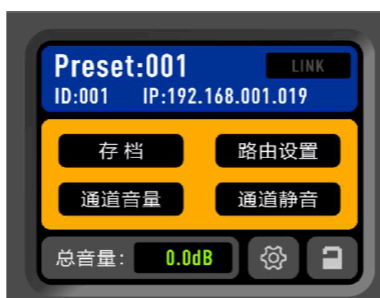 Preset:001 LINK
ID:001 IP:192.168.001.019
存档 路由设置
通道音量 通道静音
总音量: 0.0dB